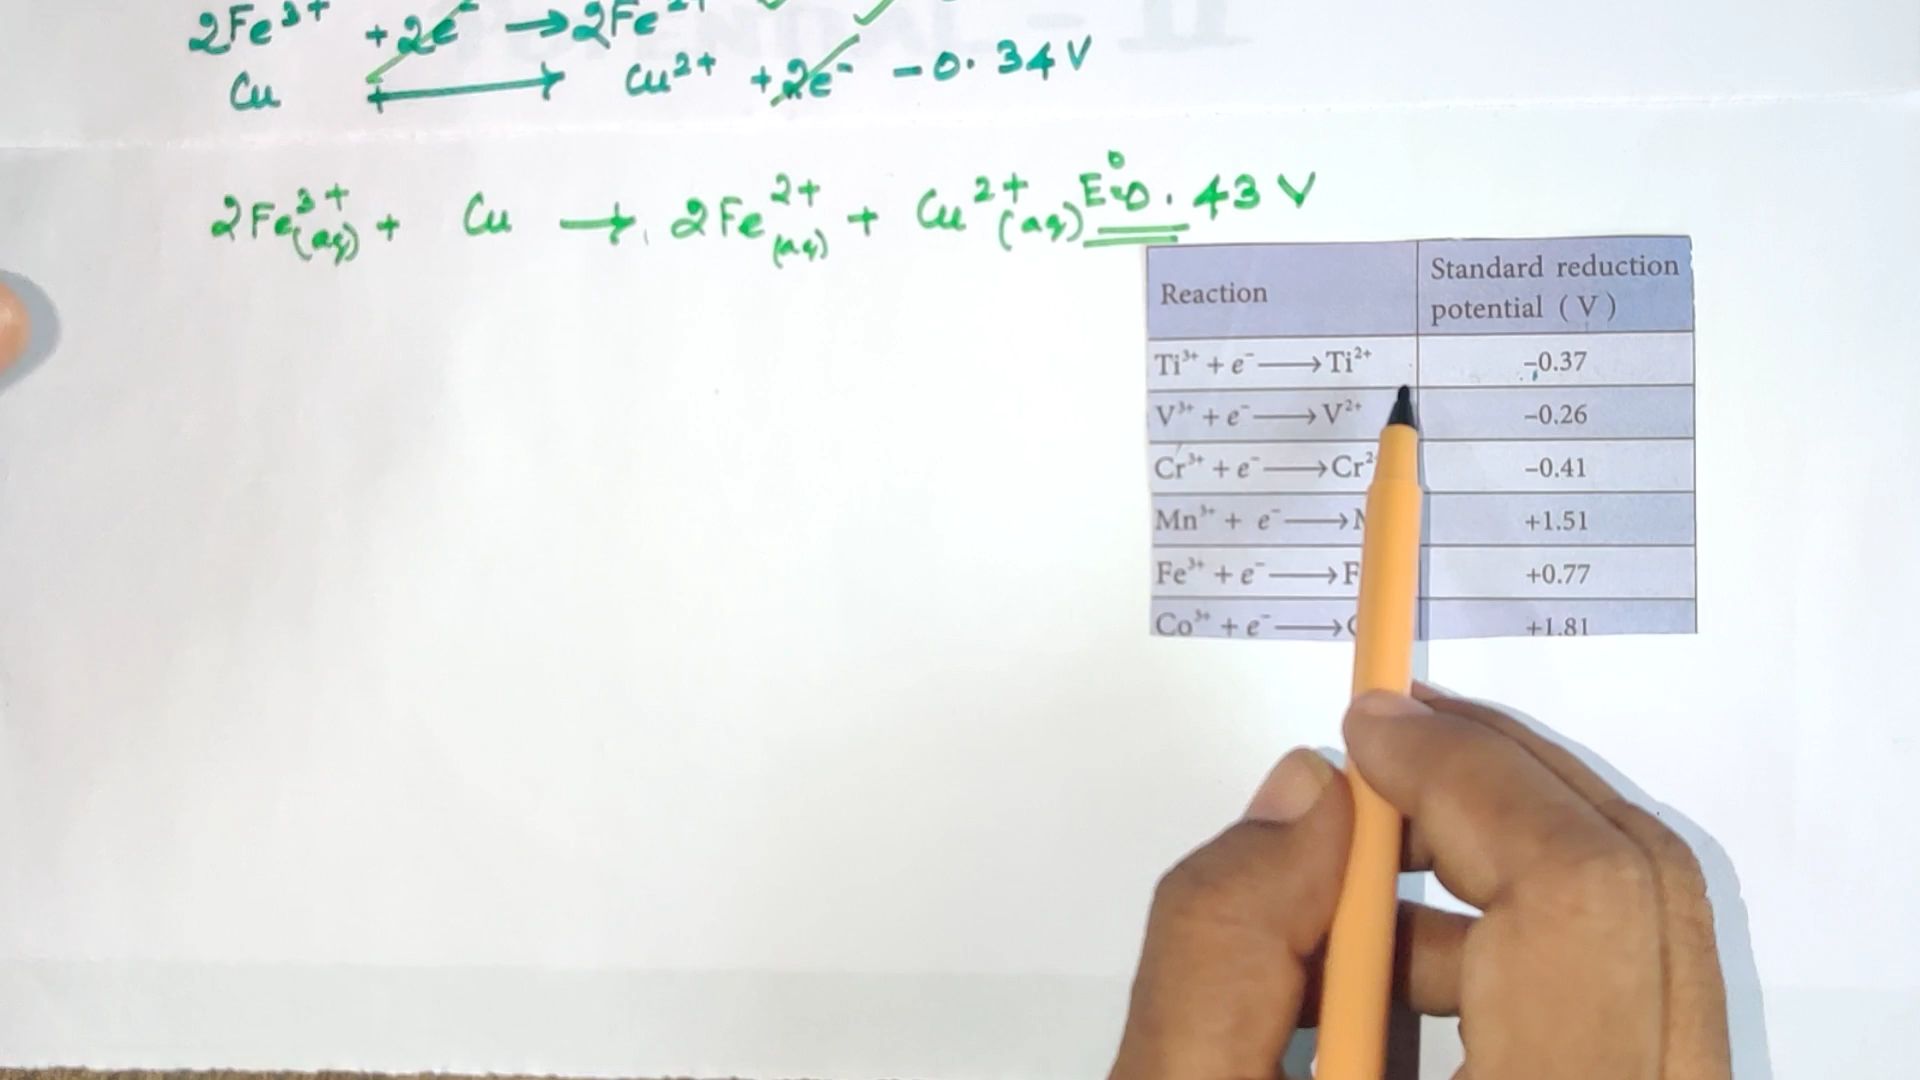 2Fe³⁺ + 2e⁻ → 2Fe²⁺
Cu ⟷ Cu²⁺ + 2e⁻ - 0.34 V
2Fe³⁺(aq) + Cu → 2Fe²⁺(aq) + Cu²⁺(aq) E°=0.43 V
Reaction Standard reduction potential ( V )
Ti³⁺ + e⁻ ⟶ Ti²⁺ –0.37
V³⁺ + e⁻ ⟶ V²⁺ –0.26
Cr³⁺ + e⁻ ⟶ Cr² –0.41
Mn³⁺ + e⁻ ⟶ +1.51
Fe³⁺ + e⁻ ⟶ F +0.77
Co³⁺ + e⁻ ⟶ +1.81